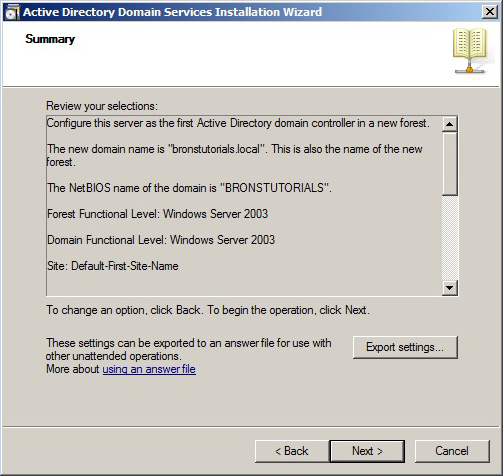 Active Directory Domain Services Installation Wizard
Summary
Review your selections:
Configure this server as the first Active Directory domain controller in a new forest.
The new domain name is "bronstutorials.local". This is also the name of the new
forest.
The NetBIOS name of the domain is "BRONSTUTORIALS".
Forest Functional Level: Windows Server 2003
Domain Functional Level: Windows Server 2003
Site: Default-First-Site-Name
To change an option, click Back. To begin the operation, click Next.
These settings can be exported to an answer file for use with
other unattended operations.
More about using an answer file
Export settings...
< Back
Next >
Cancel